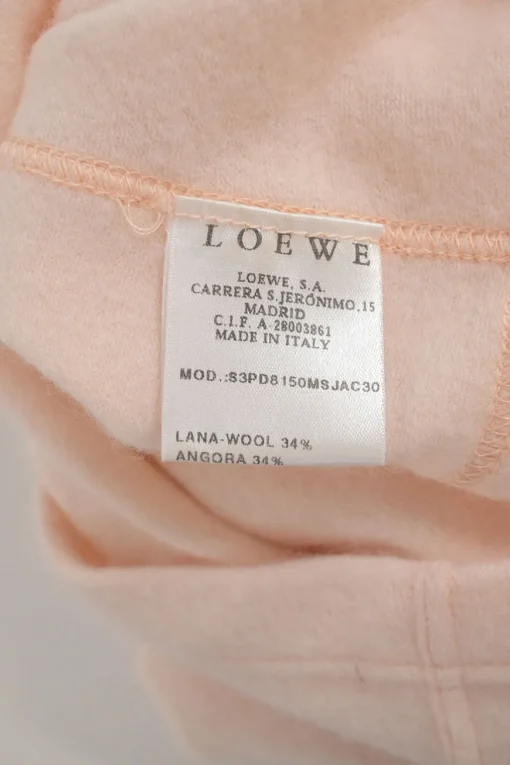 LOEWE
LOEWE, S.A.
CARRERA S.JERÓNIMO,15
MADRID
C.I.F. A-28003861
MADE IN ITALY
MOD.:S3PD8150MSJAC30
LANA-WOOL 34%
ANGORA 34%